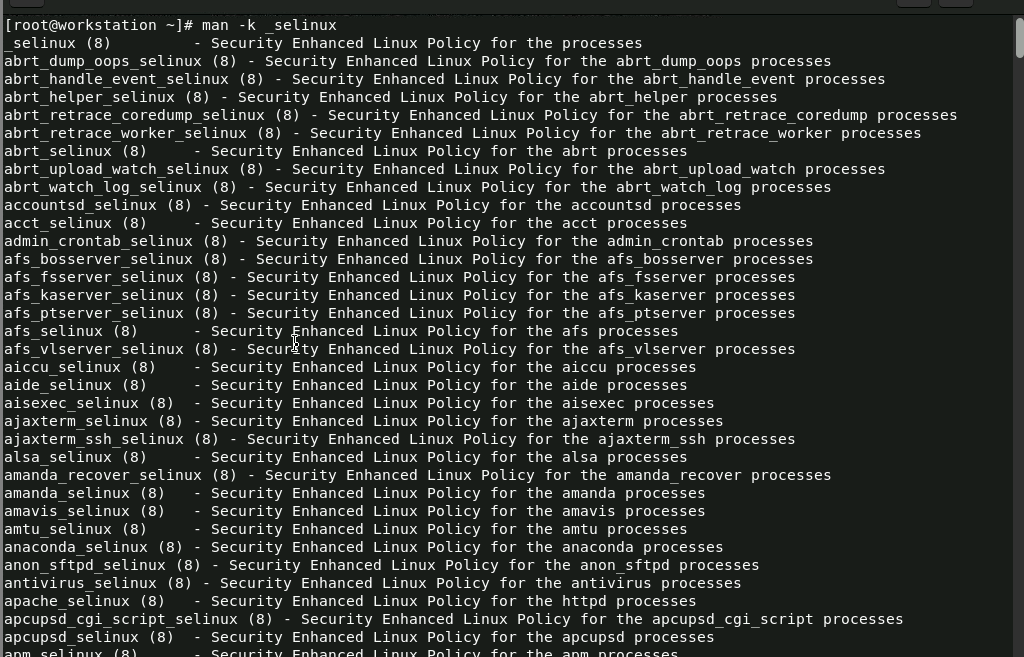 [root@workstation ~]# man -k _selinux
_selinux (8)         - Security Enhanced Linux Policy for the processes
abrt_dump_oops_selinux (8) - Security Enhanced Linux Policy for the abrt_dump_oops processes
abrt_handle_event_selinux (8) - Security Enhanced Linux Policy for the abrt_handle_event processes
abrt_helper_selinux (8) - Security Enhanced Linux Policy for the abrt_helper processes
abrt_retrace_coredump_selinux (8) - Security Enhanced Linux Policy for the abrt_retrace_coredump processes
abrt_retrace_worker_selinux (8) - Security Enhanced Linux Policy for the abrt_retrace_worker processes
abrt_selinux (8)     - Security Enhanced Linux Policy for the abrt processes
abrt_upload_watch_selinux (8) - Security Enhanced Linux Policy for the abrt_upload_watch processes
abrt_watch_log_selinux (8) - Security Enhanced Linux Policy for the abrt_watch_log processes
accountsd_selinux (8) - Security Enhanced Linux Policy for the accountsd processes
acct_selinux (8)     - Security Enhanced Linux Policy for the acct processes
admin_crontab_selinux (8) - Security Enhanced Linux Policy for the admin_crontab processes
afs_bosserver_selinux (8) - Security Enhanced Linux Policy for the afs_bosserver processes
afs_fsserver_selinux (8) - Security Enhanced Linux Policy for the afs_fsserver processes
afs_kaserver_selinux (8) - Security Enhanced Linux Policy for the afs_kaserver processes
afs_ptserver_selinux (8) - Security Enhanced Linux Policy for the afs_ptserver processes
afs_selinux (8)      - Security Enhanced Linux Policy for the afs processes
afs_vlserver_selinux (8) - Security Enhanced Linux Policy for the afs_vlserver processes
aiccu_selinux (8)    - Security Enhanced Linux Policy for the aiccu processes
aide_selinux (8)     - Security Enhanced Linux Policy for the aide processes
aisexec_selinux (8)  - Security Enhanced Linux Policy for the aisexec processes
ajaxterm_selinux (8) - Security Enhanced Linux Policy for the ajaxterm processes
ajaxterm_ssh_selinux (8) - Security Enhanced Linux Policy for the ajaxterm_ssh processes
alsa_selinux (8)     - Security Enhanced Linux Policy for the alsa processes
amanda_recover_selinux (8) - Security Enhanced Linux Policy for the amanda_recover processes
amanda_selinux (8)   - Security Enhanced Linux Policy for the amanda processes
amavis_selinux (8)   - Security Enhanced Linux Policy for the amavis processes
amtu_selinux (8)     - Security Enhanced Linux Policy for the amtu processes
anaconda_selinux (8) - Security Enhanced Linux Policy for the anaconda processes
anon_sftpd_selinux (8) - Security Enhanced Linux Policy for the anon_sftpd processes
antivirus_selinux (8) - Security Enhanced Linux Policy for the antivirus processes
apache_selinux (8)   - Security Enhanced Linux Policy for the httpd processes
apcupsd_cgi_script_selinux (8) - Security Enhanced Linux Policy for the apcupsd_cgi_script processes
apcupsd_selinux (8)  - Security Enhanced Linux Policy for the apcupsd processes
apm_selinux (8)      - Security Enhanced Linux Policy for the apm processes